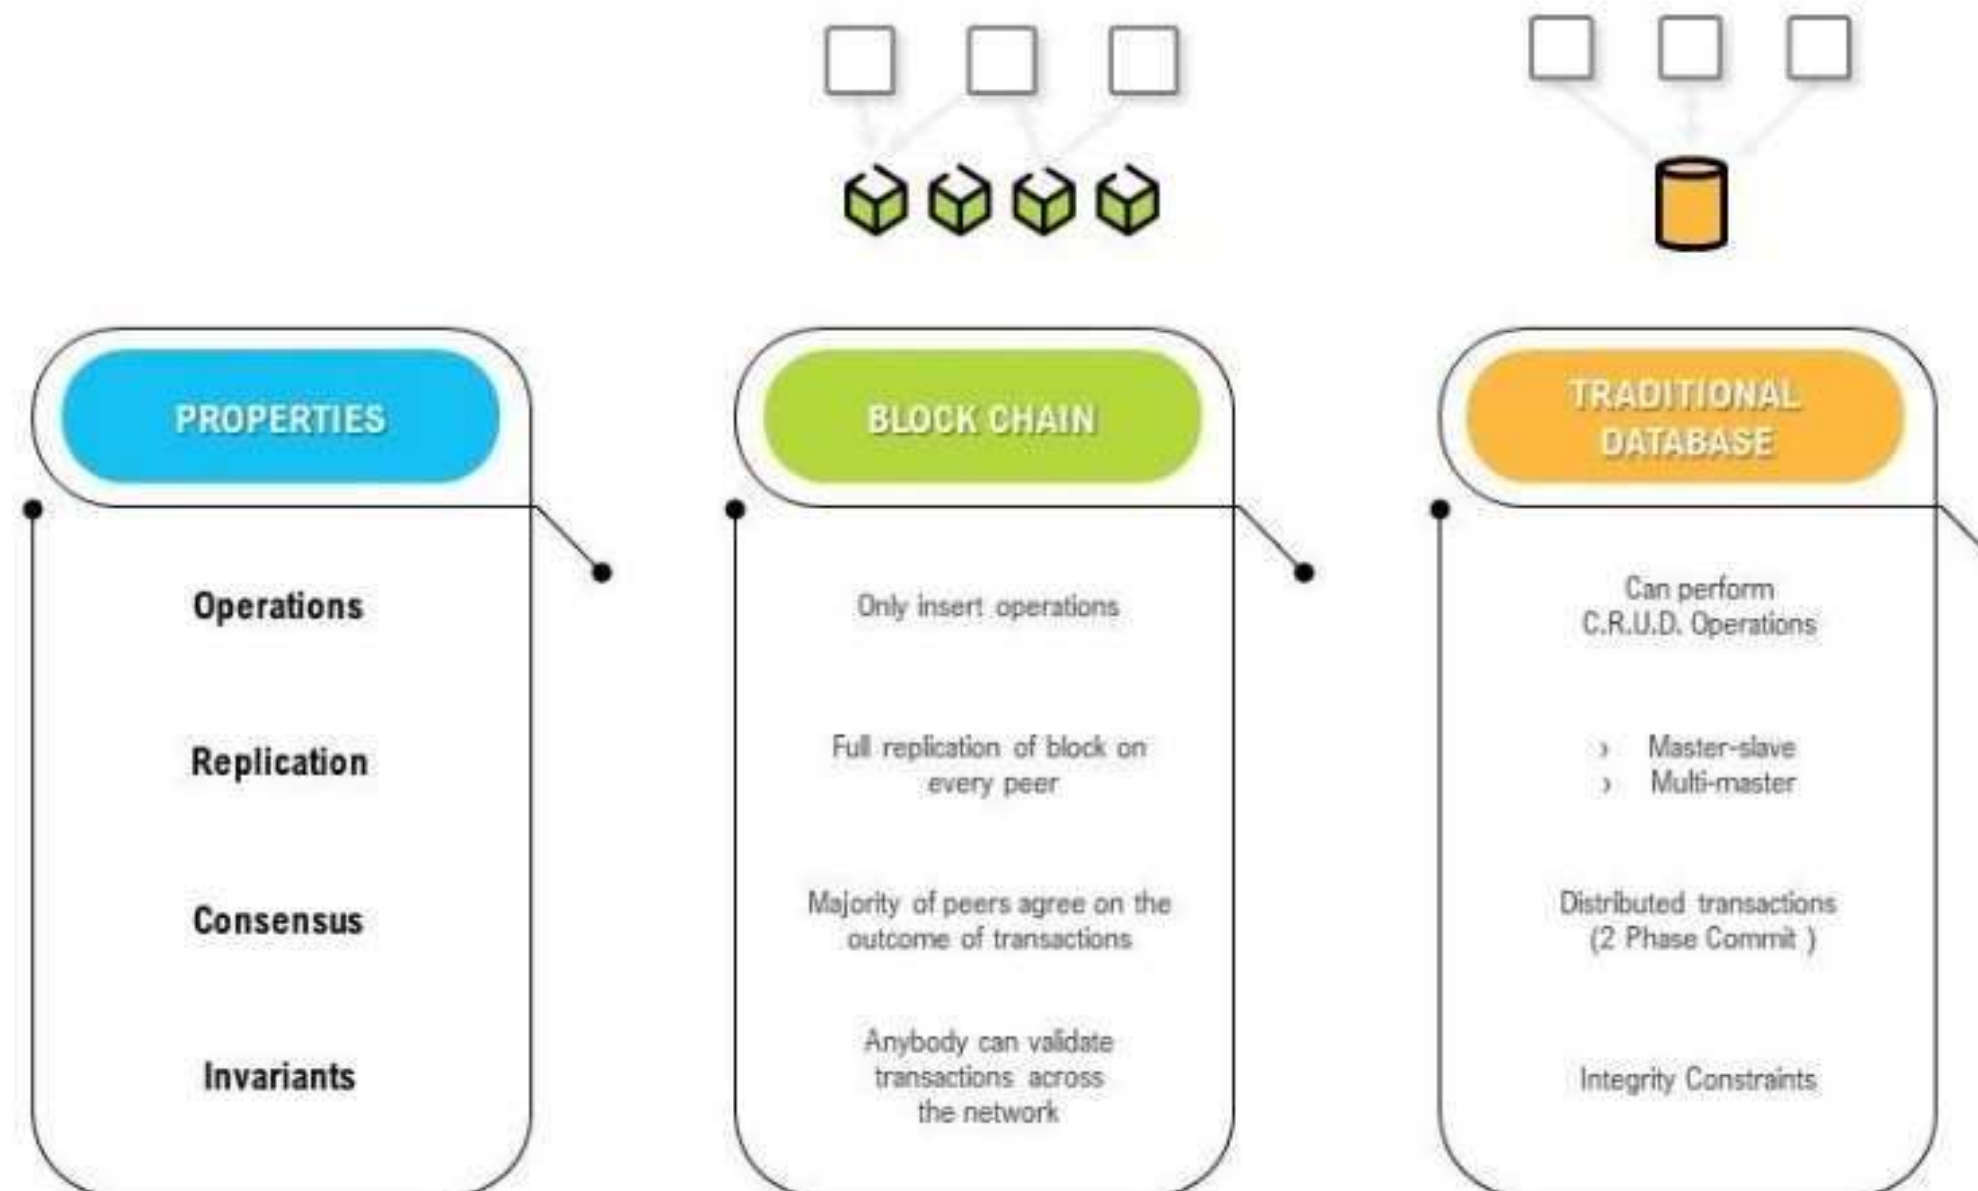 PROPERTIES
Operations
Replication
Consensus
Invariants
BLOCK CHAIN
Only insert operations
Full replication of block on
every peer
Majority of peers agree on the
outcome of transactions
Anybody can validate
transactions across
the network
TRADITIONAL
DATABASE
Can perform
C.R.U.D. Operations
› Master-slave
› Multi-master
Distributed transactions
(2 Phase Commit )
Integrity Constraints